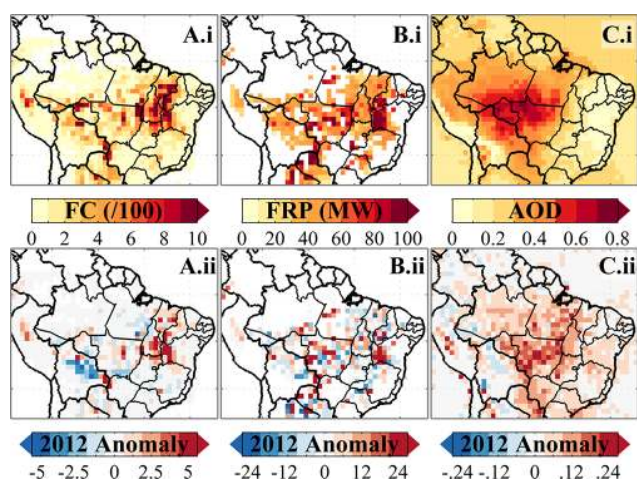 A.i B.i C.i
FC (/100) FRP (MW) AOD
0 2 4 6 8 10 0 20 40 60 80 100 0 0.2 0.4 0.6 0.8
A.ii B.ii C.ii
2012 Anomaly 2012 Anomaly 2012 Anomaly
-5 -2.5 0 2.5 5 -24 -12 0 12 24 -.24 -.12 0 .12 .24